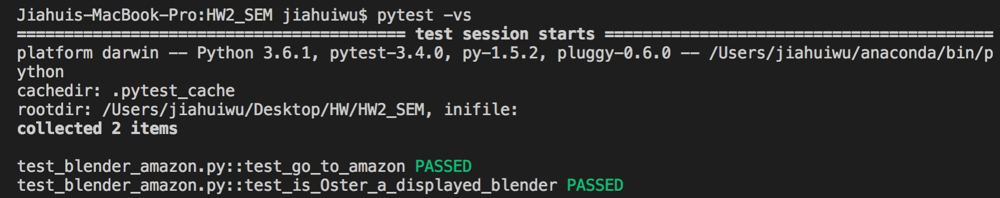 Jiahuis-MacBook-Pro:HW2_SEM jiahuiwu$ pytest -vs
========================================= test session starts =========================================
platform darwin -- Python 3.6.1, pytest-3.4.0, py-1.5.2, pluggy-0.6.0 -- /Users/jiahuiwu/anaconda/bin/p
ython
cachedir: .pytest_cache
rootdir: /Users/jiahuiwu/Desktop/HW/HW2_SEM, inifile:
collected 2 items

test_blender_amazon.py::test_go_to_amazon PASSED
test_blender_amazon.py::test_is_Oster_a_displayed_blender PASSED